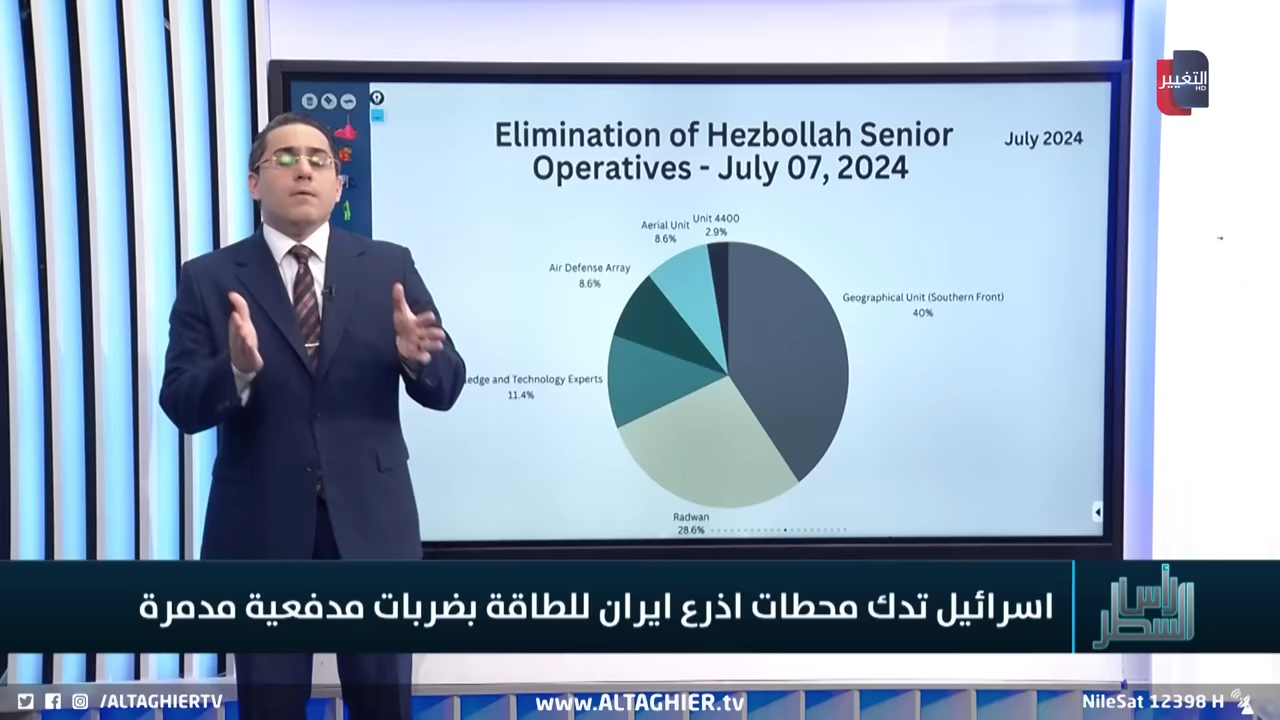 التغيير
HD
Elimination of Hezbollah Senior
Operatives - July 07, 2024
July 2024
Unit 4400
2.9%
Aerial Unit
8.6%
Air Defense Array
8.6%
Geographical Unit (Southern Front)
40%
ledge and Technology Experts
11.4%
Radwan
28.6%
اسرائيل تدك محطات اذرع ايران للطاقة بضربات مدفعية مدمرة
رأس
السطر
/ALTAGHIERTV
www.ALTAGHIER.tv
NileSat 12398 H